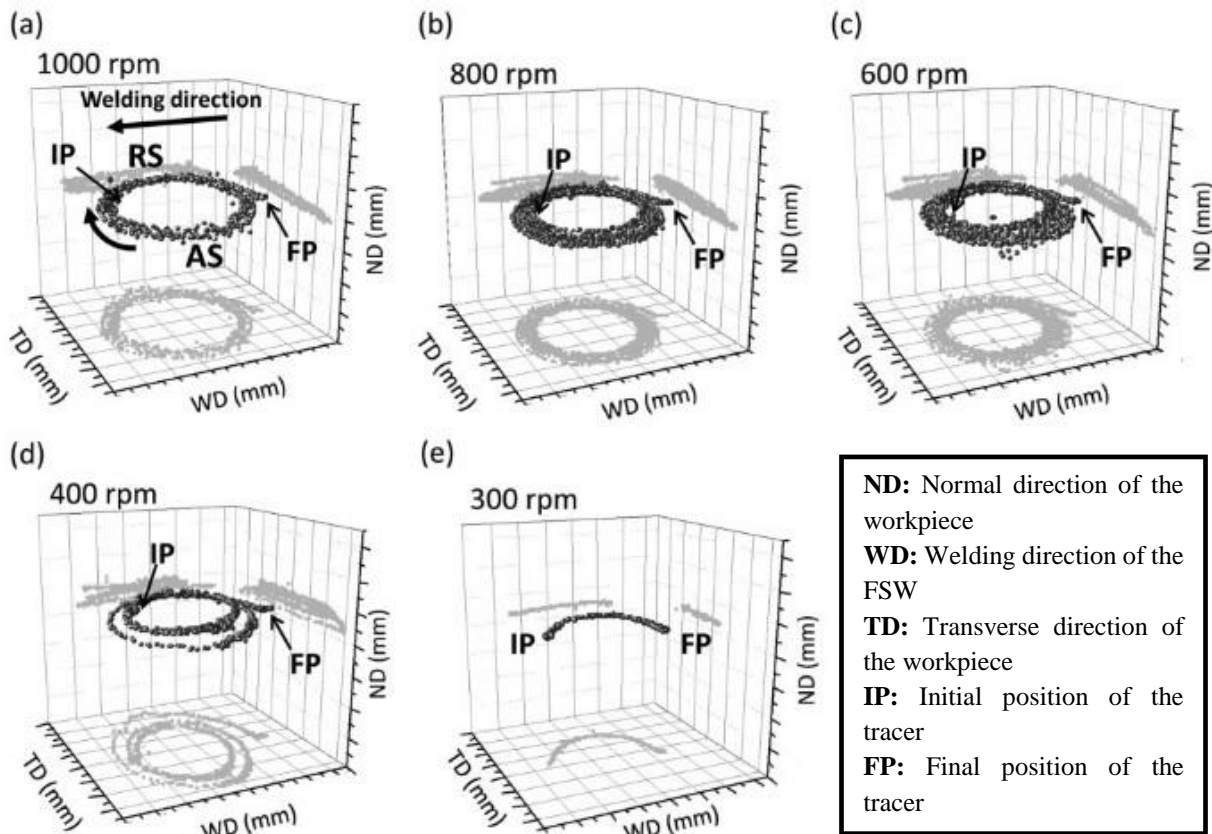 (a)
1000 rpm
Welding direction
IP
RS
AS
FP
ND (mm)
TD (mm)
WD (mm)
(b)
800 rpm
IP
FP
ND (mm)
TD (mm)
WD (mm)
(c)
600 rpm
IP
FP
ND (mm)
TD (mm)
WD (mm)
(d)
400 rpm
IP
FP
ND (mm)
TD (mm)
WD (mm)
(e)
300 rpm
IP
FP
ND (mm)
TD (mm)
WD (mm)
ND: Normal direction of the
workpiece
WD: Welding direction of the
FSW
TD: Transverse direction of
the workpiece
IP: Initial position of the
tracer
FP: Final position of the
tracer